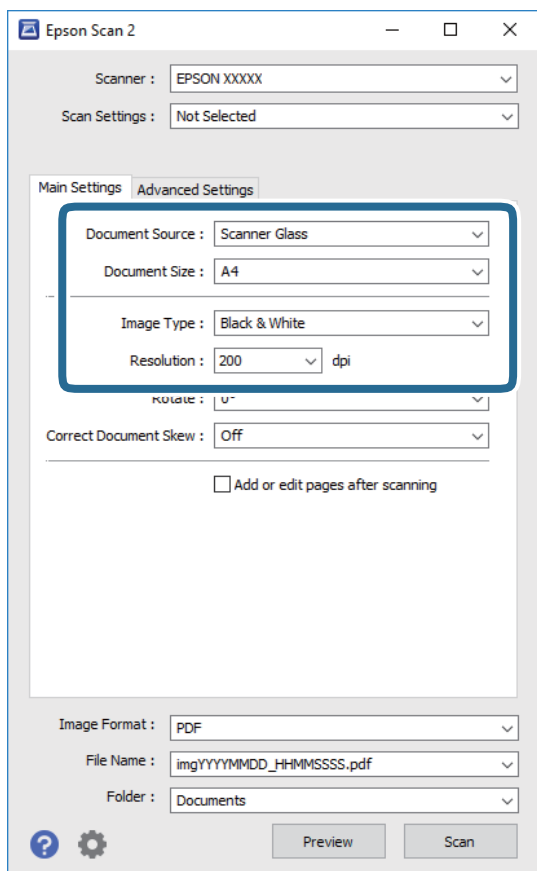 Epson Scan 2
Scanner : EPSON XXXXX
Scan Settings : Not Selected
Main Settings Advanced Settings
Document Source : Scanner Glass
Document Size : A4
Image Type : Black & White
Resolution : 200 dpi
Rotate : 0°
Correct Document Skew : Off
Add or edit pages after scanning
Image Format : PDF
File Name : imgYYYYMMDD_HHMMSSSS.pdf
Folder : Documents
? Preview Scan